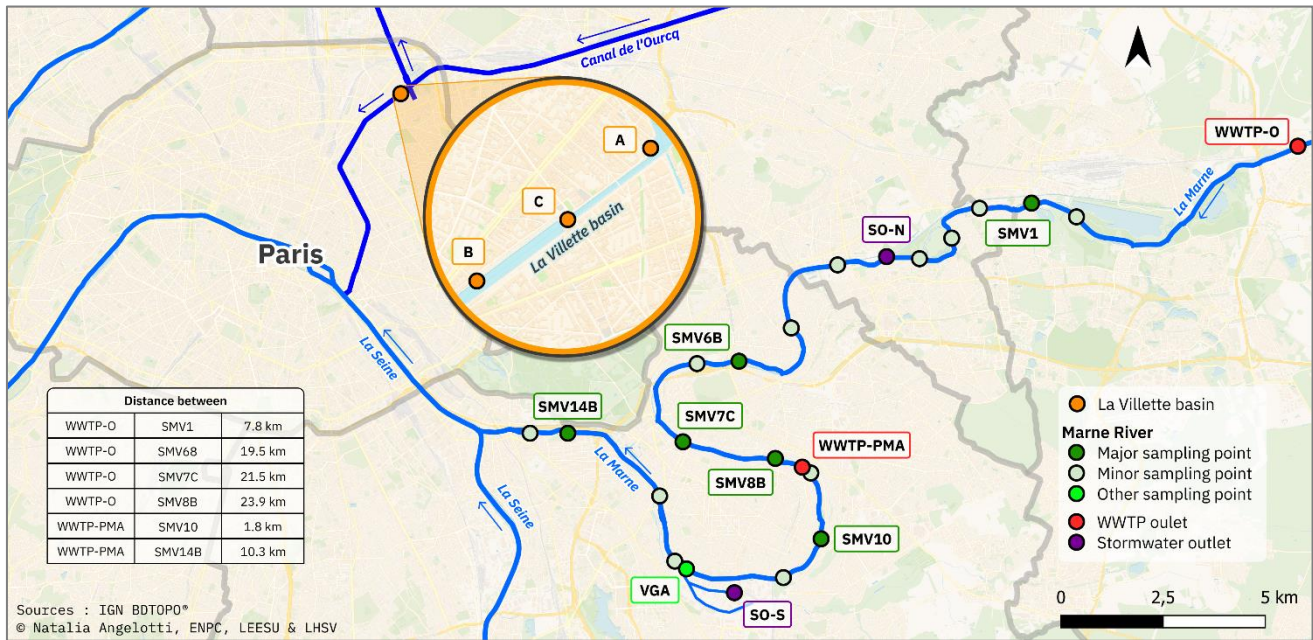 Canal de l'Ourcq
WWTP-O
A
La Marne
C
SMV1
SO-N
La Villette basin
Paris
B
SMV6B
La Seine
SMV14B
SMV7C
WWTP-PMA
La Marne
SMV8B
La Seine
SMV10
VGA
SO-S
Distance between
WWTP-O SMV1 7.8 km
WWTP-O SMV68 19.5 km
WWTP-O SMV7C 21.5 km
WWTP-O SMV8B 23.9 km
WWTP-PMA SMV10 1.8 km
WWTP-PMA SMV14B 10.3 km
La Villette basin
Marne River
Major sampling point
Minor sampling point
Other sampling point
WWTP oulet
Stormwater outlet
0 2,5 5 km
Sources : IGN BDTOPO®
© Natalia Angelotti, ENPC, LEESU & LHSV